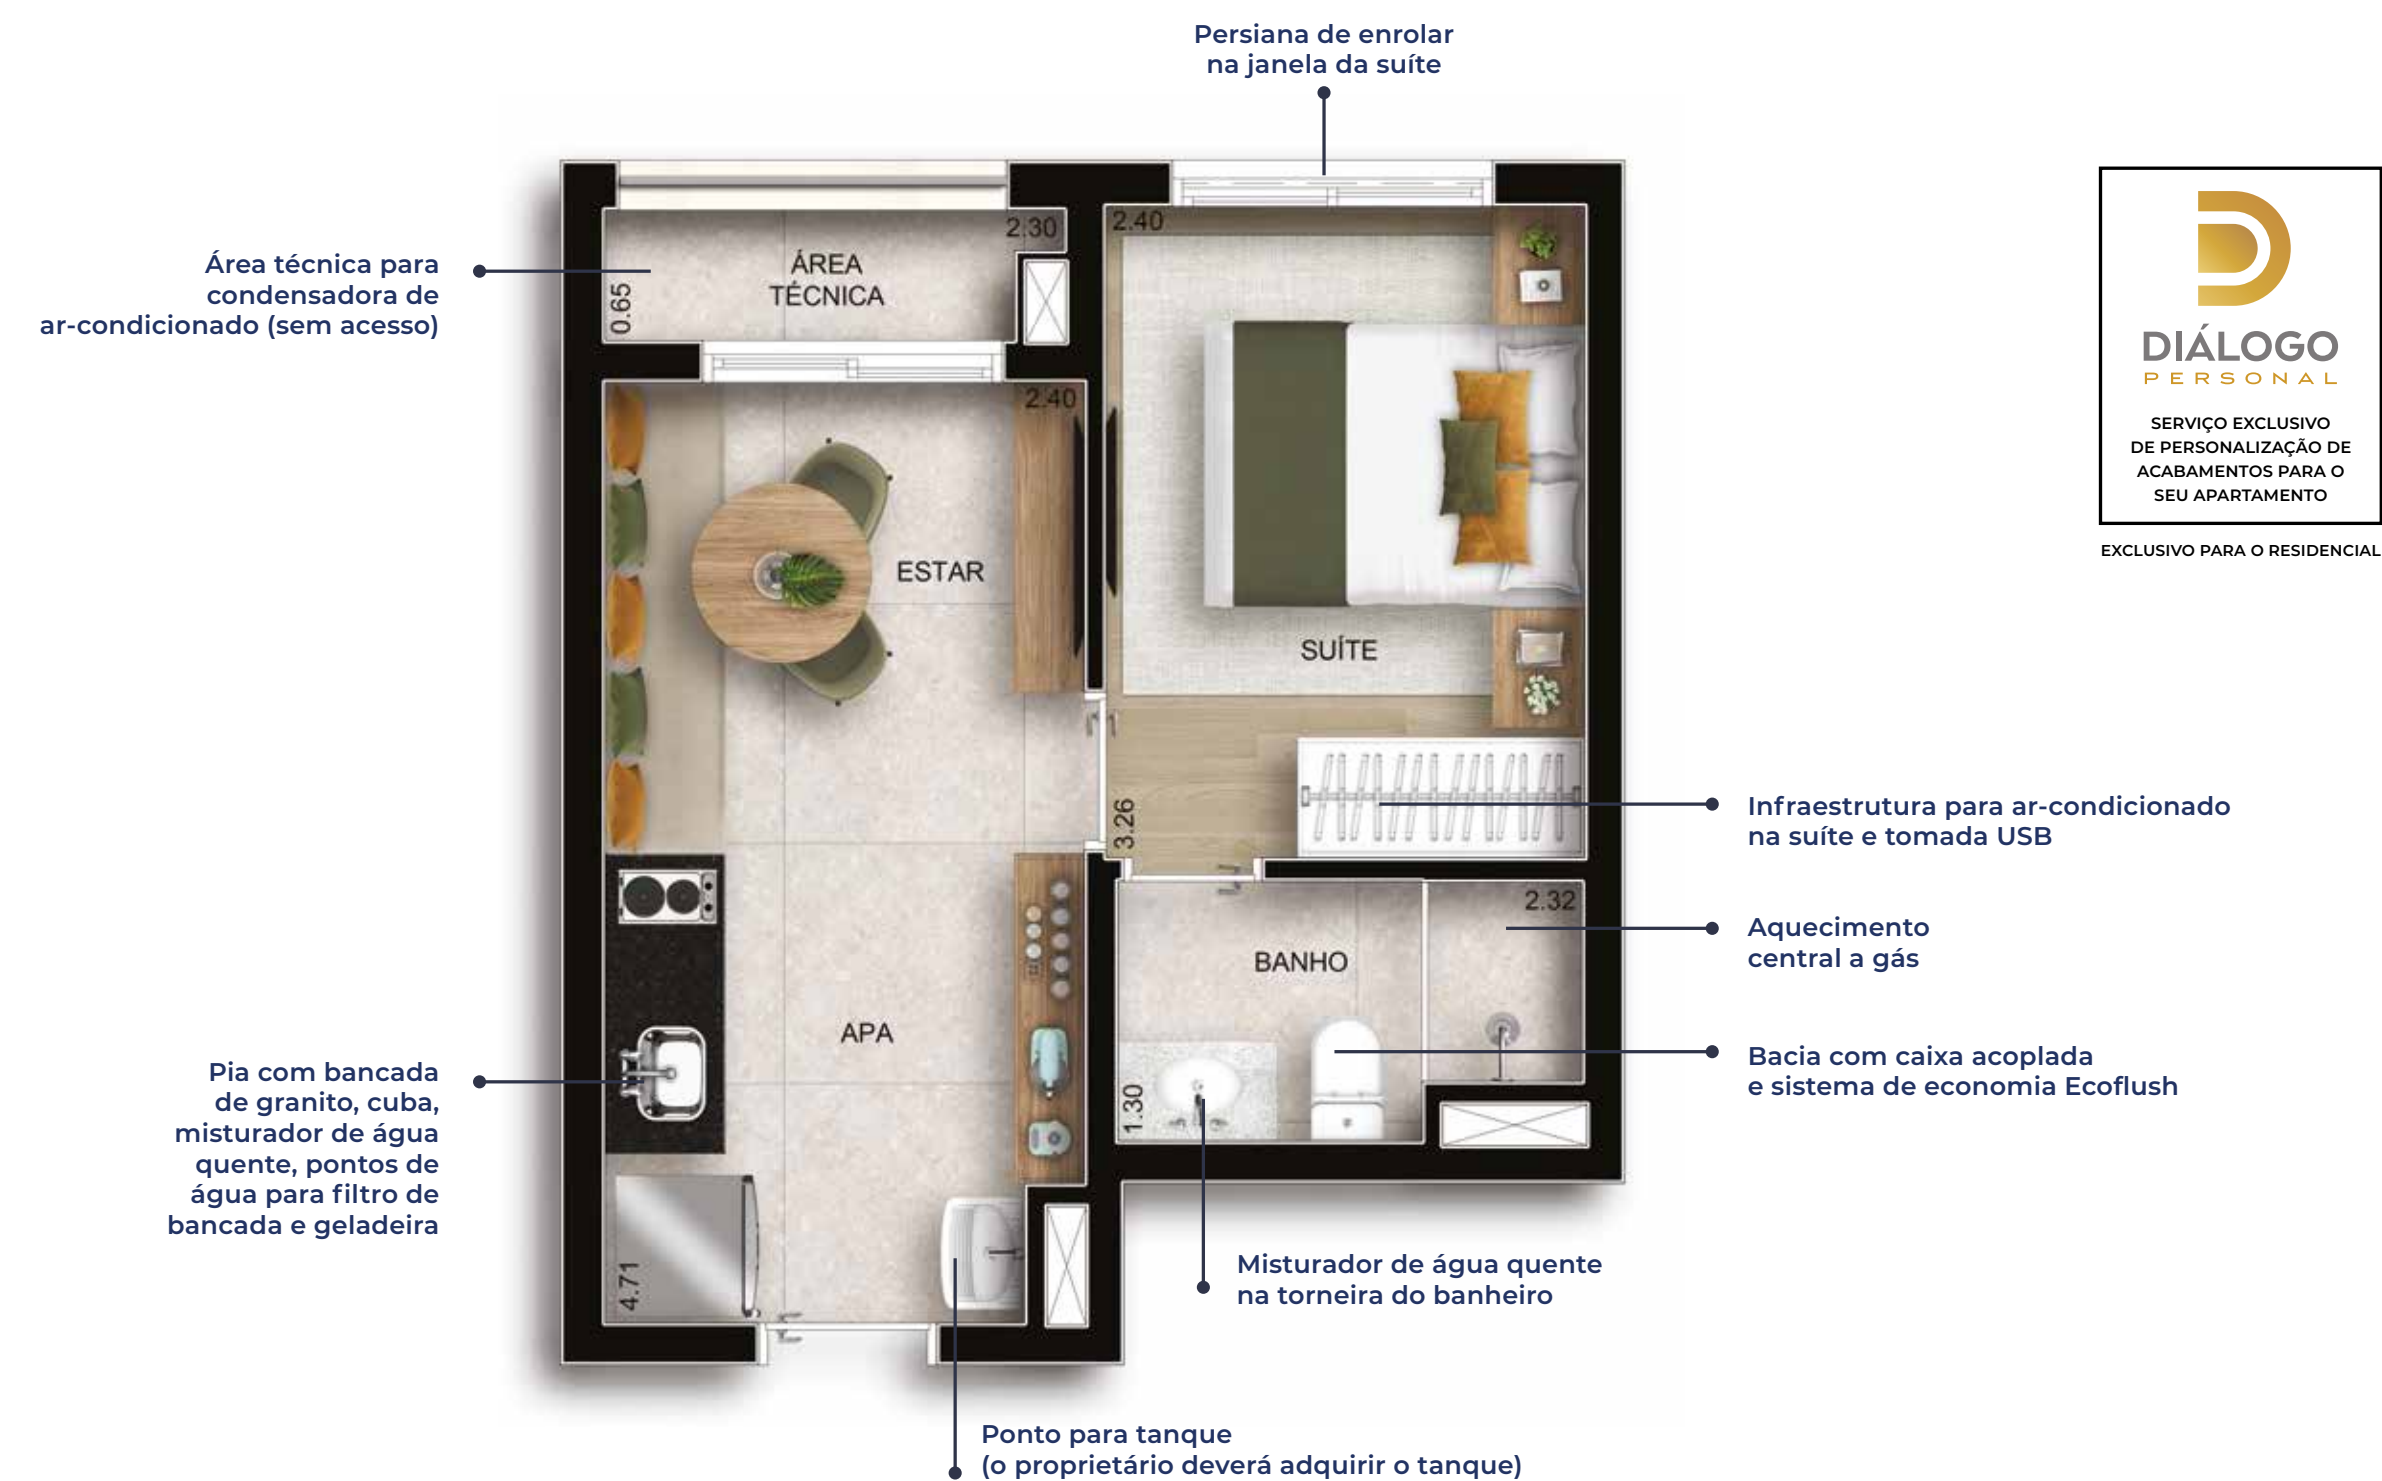 Persiana de enrolar
na janela da suíte
Área técnica para
condensadora de
ar-condicionado (sem acesso)
2.30
ÁREA
TÉCNICA
0.65
2.40
2.40
ESTAR
SUÍTE
3.26
2.32
BANHO
1.30
APA
4.71
DIÁLOGO
PERSONAL
SERVIÇO EXCLUSIVO
DE PERSONALIZAÇÃO DE
ACABAMENTOS PARA O
SEU APARTAMENTO
EXCLUSIVO PARA O RESIDENCIAL
Infraestrutura para ar-condicionado
na suíte e tomada USB
Aquecimento
central a gás
Bacia com caixa acoplada
e sistema de economia Ecoflush
Pia com bancada
de granito, cuba,
misturador de água
quente, pontos de
água para filtro de
bancada e geladeira
Misturador de água quente
na torneira do banheiro
Ponto para tanque
(o proprietário deverá adquirir o tanque)